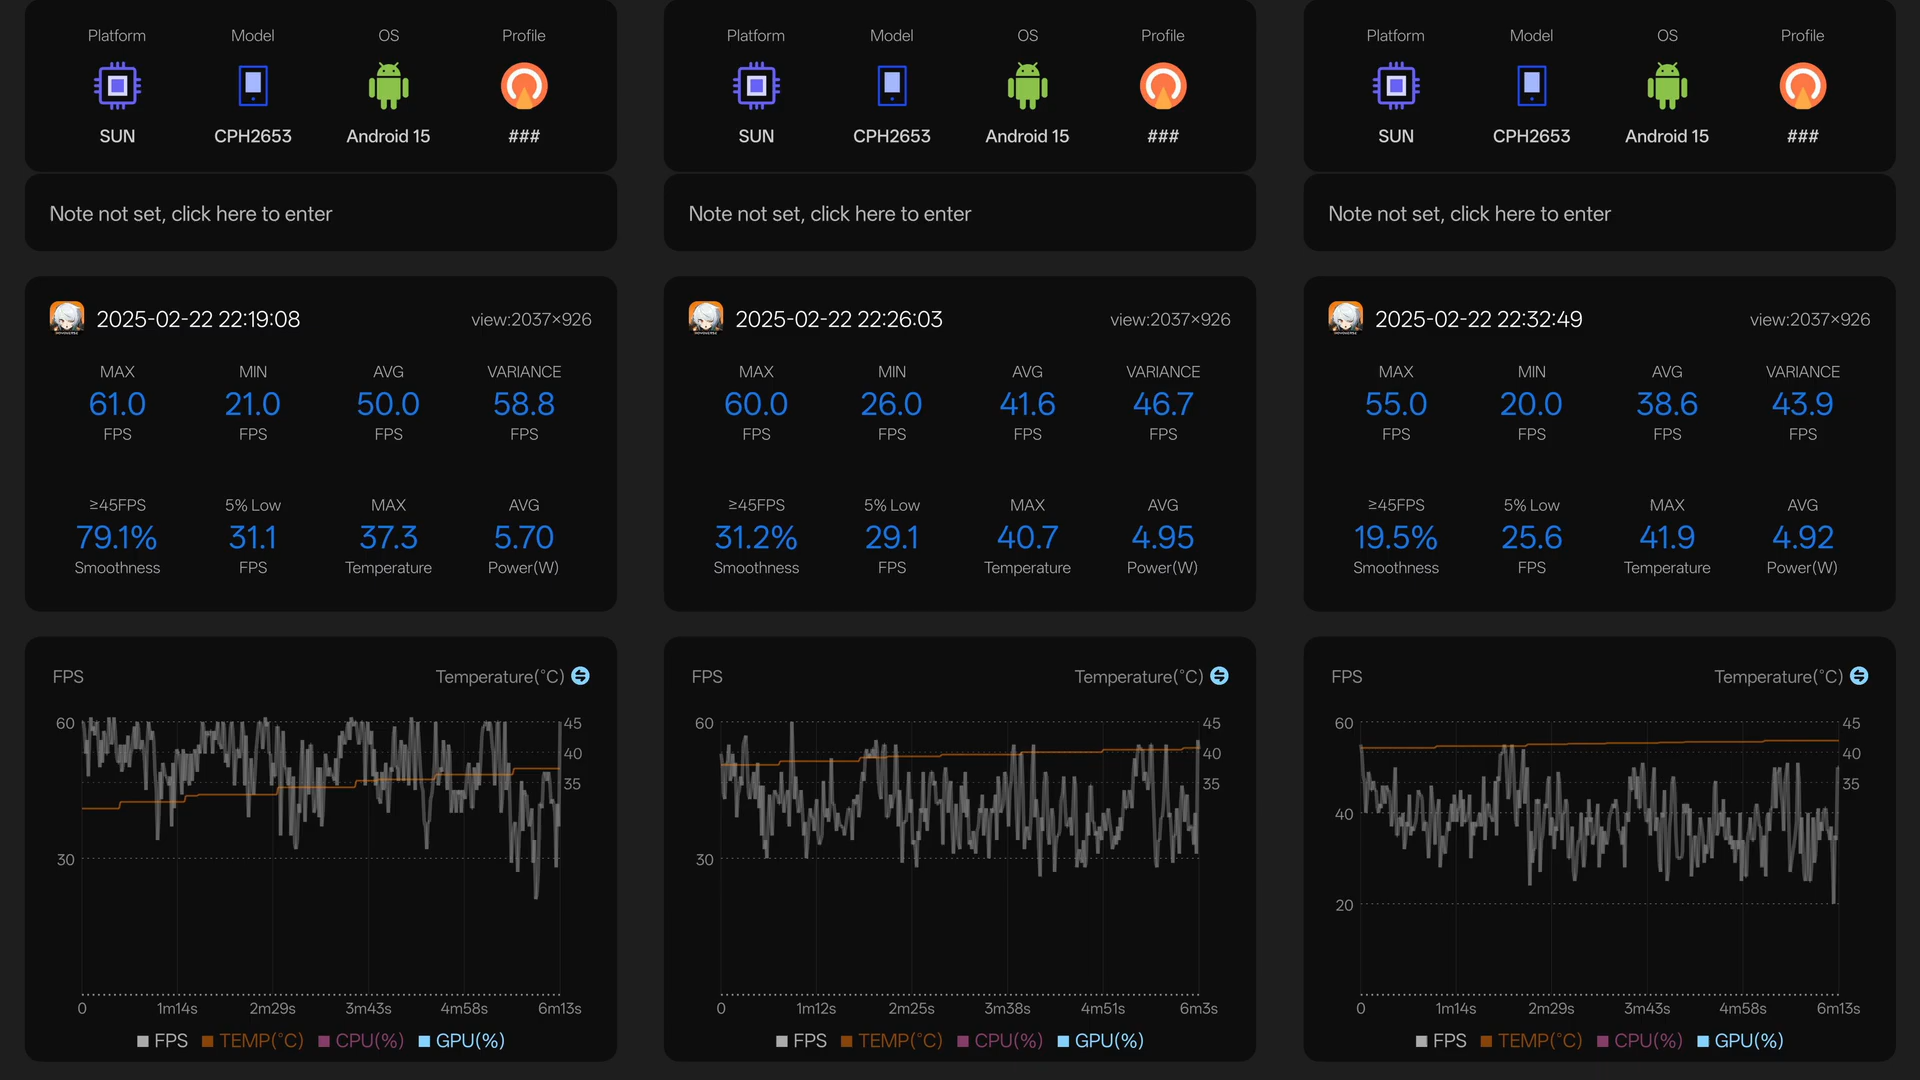 Platform Model OS Profile
SUN CPH2653 Android 15 ###
Note not set, click here to enter
2025-02-22 22:19:08 view:2037×926
MAX MIN AVG VARIANCE
61.0 21.0 50.0 58.8
FPS FPS FPS FPS
≥45FPS 5% Low MAX AVG
79.1% 31.1 37.3 5.70
Smoothness FPS Temperature Power(W)
FPS Temperature(°C)
60 45
40
35
30
0 1m14s 2m29s 3m43s 4m58s 6m13s
FPS TEMP(°C) CPU(%) GPU(%)
Platform Model OS Profile
SUN CPH2653 Android 15 ###
Note not set, click here to enter
2025-02-22 22:26:03 view:2037×926
MAX MIN AVG VARIANCE
60.0 26.0 41.6 46.7
FPS FPS FPS FPS
≥45FPS 5% Low MAX AVG
31.2% 29.1 40.7 4.95
Smoothness FPS Temperature Power(W)
FPS Temperature(°C)
60 45
40
35
30
0 1m12s 2m25s 3m38s 4m51s 6m3s
FPS TEMP(°C) CPU(%) GPU(%)
Platform Model OS Profile
SUN CPH2653 Android 15 ###
Note not set, click here to enter
2025-02-22 22:32:49 view:2037×926
MAX MIN AVG VARIANCE
55.0 20.0 38.6 43.9
FPS FPS FPS FPS
≥45FPS 5% Low MAX AVG
19.5% 25.6 41.9 4.92
Smoothness FPS Temperature Power(W)
FPS Temperature(°C)
60 45
40
35
40
20
0 1m14s 2m29s 3m43s 4m58s 6m13s
FPS TEMP(°C) CPU(%) GPU(%)